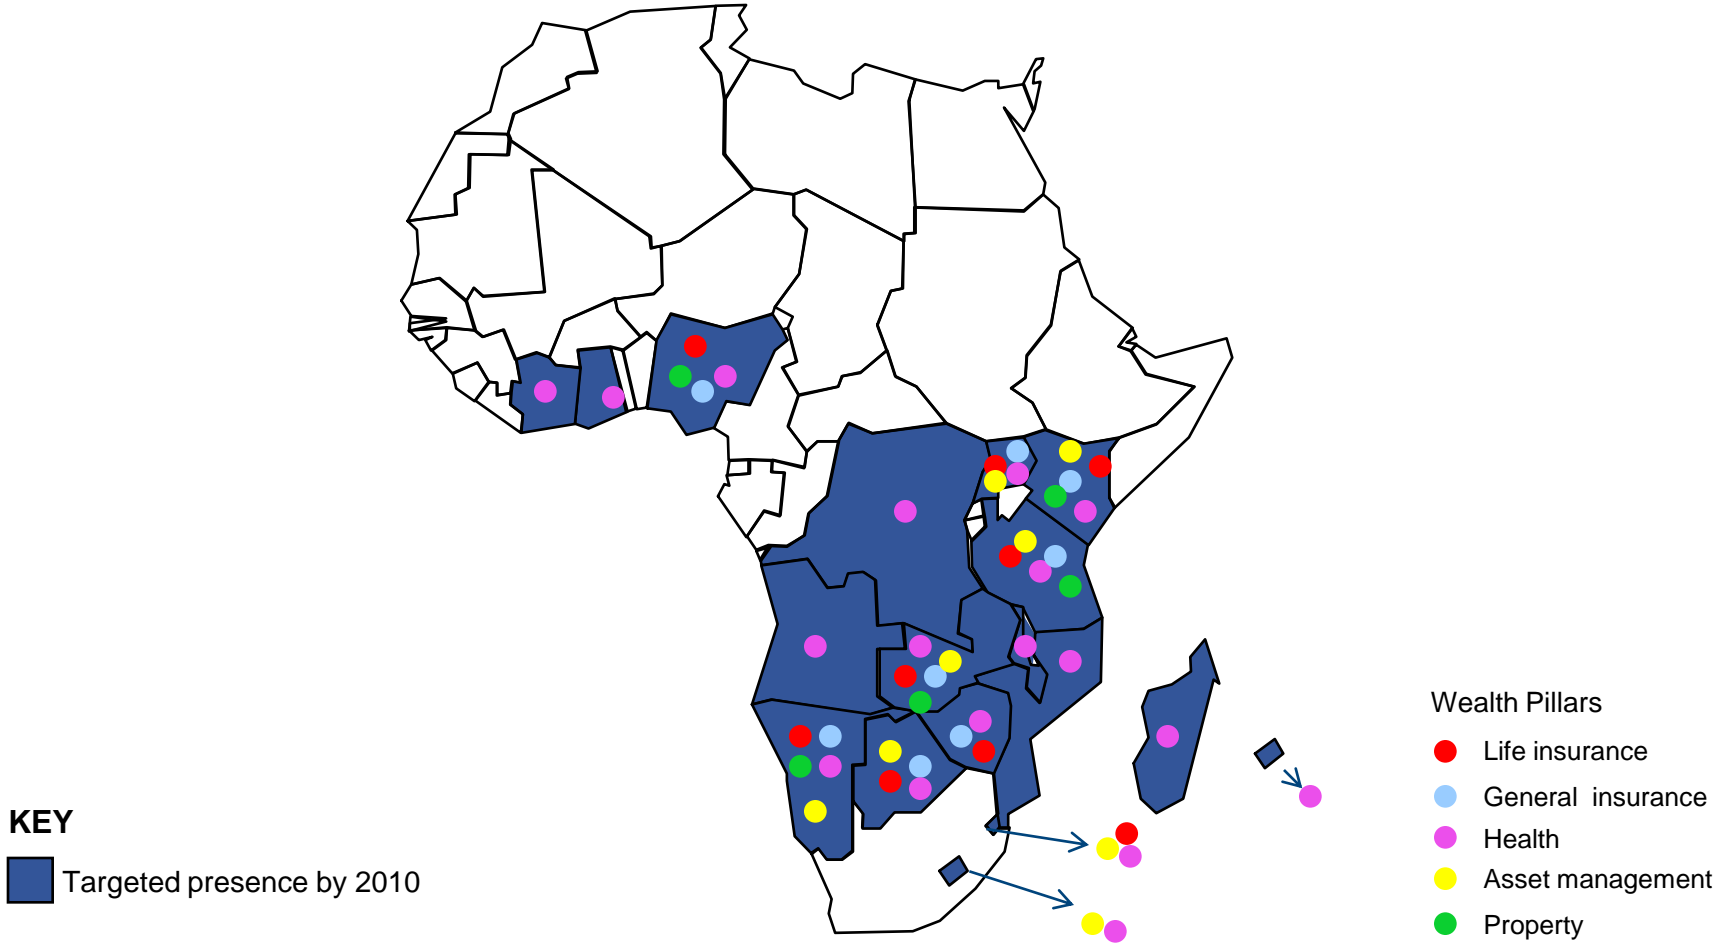 KEY
Targeted presence by 2010
Wealth Pillars
Life insurance
General insurance
Health
Asset management
Property